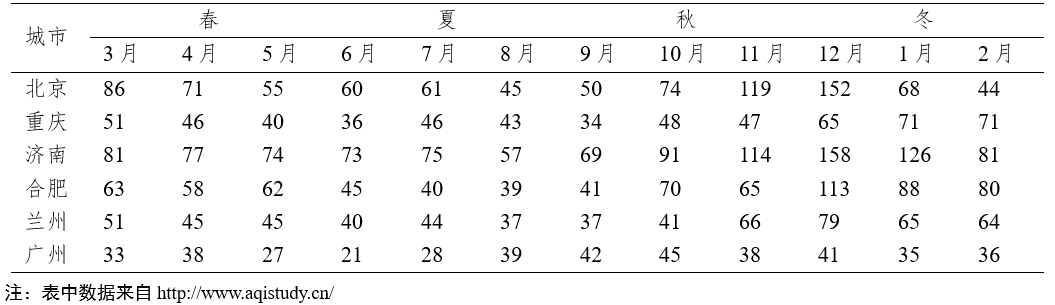 城市 春 夏 秋 冬
3月 4月 5月 6月 7月 8月 9月 10月 11月 12月 1月 2月
北京 86 71 55 60 61 45 50 74 119 152 68 44
重庆 51 46 40 36 46 43 34 48 47 65 71 71
济南 81 77 74 73 75 57 69 91 114 158 126 81
合肥 63 58 62 45 40 39 41 70 65 113 88 80
兰州 51 45 45 40 44 37 37 41 66 79 65 64
广州 33 38 27 21 28 39 42 45 38 41 35 36
注：表中数据来自 http://www.aqistudy.cn/